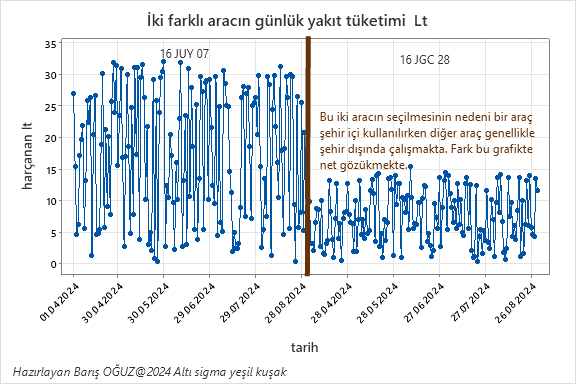 İki farklı aracın günlük yakıt tüketimi Lt
16 JUY 07
16 JGC 28
Bu iki aracın seçilmesinin nedeni bir araç
şehir içi kullanılırken diğer araç genellikle
şehir dışında çalışmakta. Fark bu grafikte
net gözükmekte.
harçanan lt
35
30
25
20
15
10
5
0
01.04.2024
30.04.2024
30.05.2024
29.06.2024
29.07.2024
28.08.2024
28.04.2024
28.05.2024
27.06.2024
27.07.2024
26.08.2024
tarih
Hazırlayan Barış OĞUZ@2024 Altı sigma yeşil kuşak